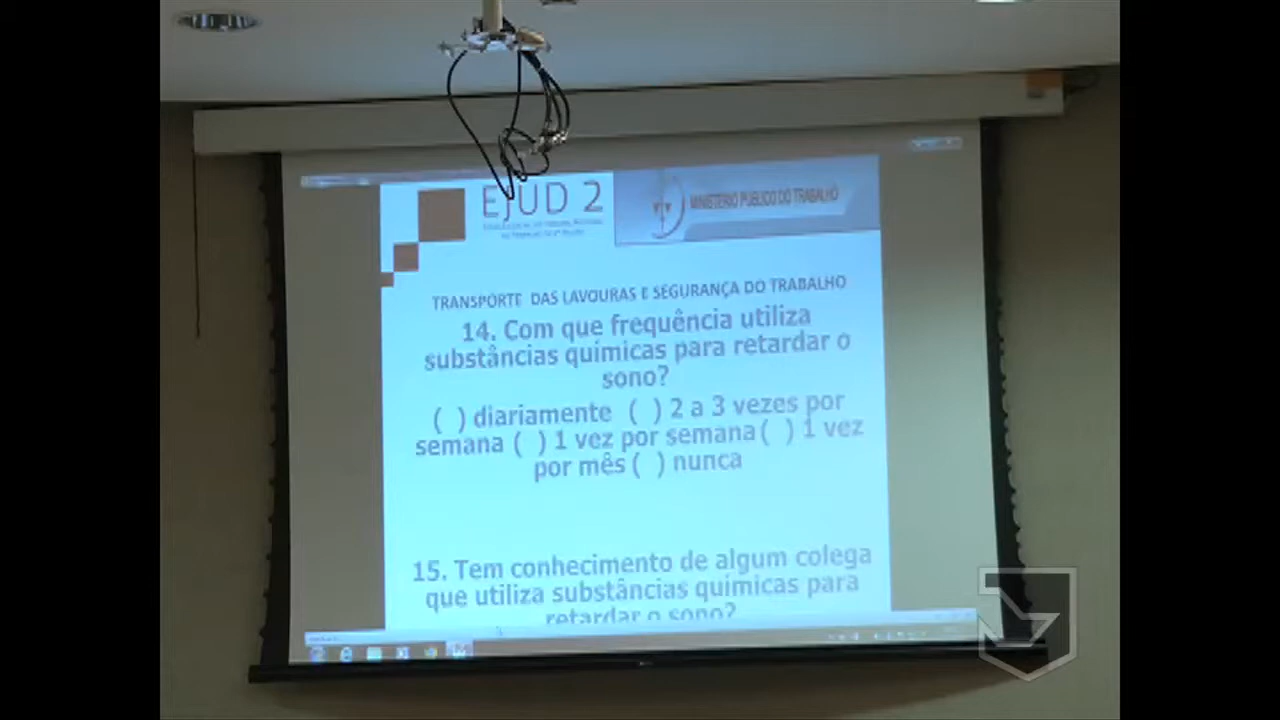 EJUD 2
MINISTÉRIO PÚBLICO DO TRABALHO
TRANSPORTE DAS LAVOURAS E SEGURANÇA DO TRABALHO
14. Com que frequência utiliza
substâncias químicas para retardar o
sono?
( ) diariamente ( ) 2 a 3 vezes por
semana ( ) 1 vez por semana ( ) 1 vez
por mês ( ) nunca
15. Tem conhecimento de algum colega
que utiliza substâncias químicas para
retardar o sono?